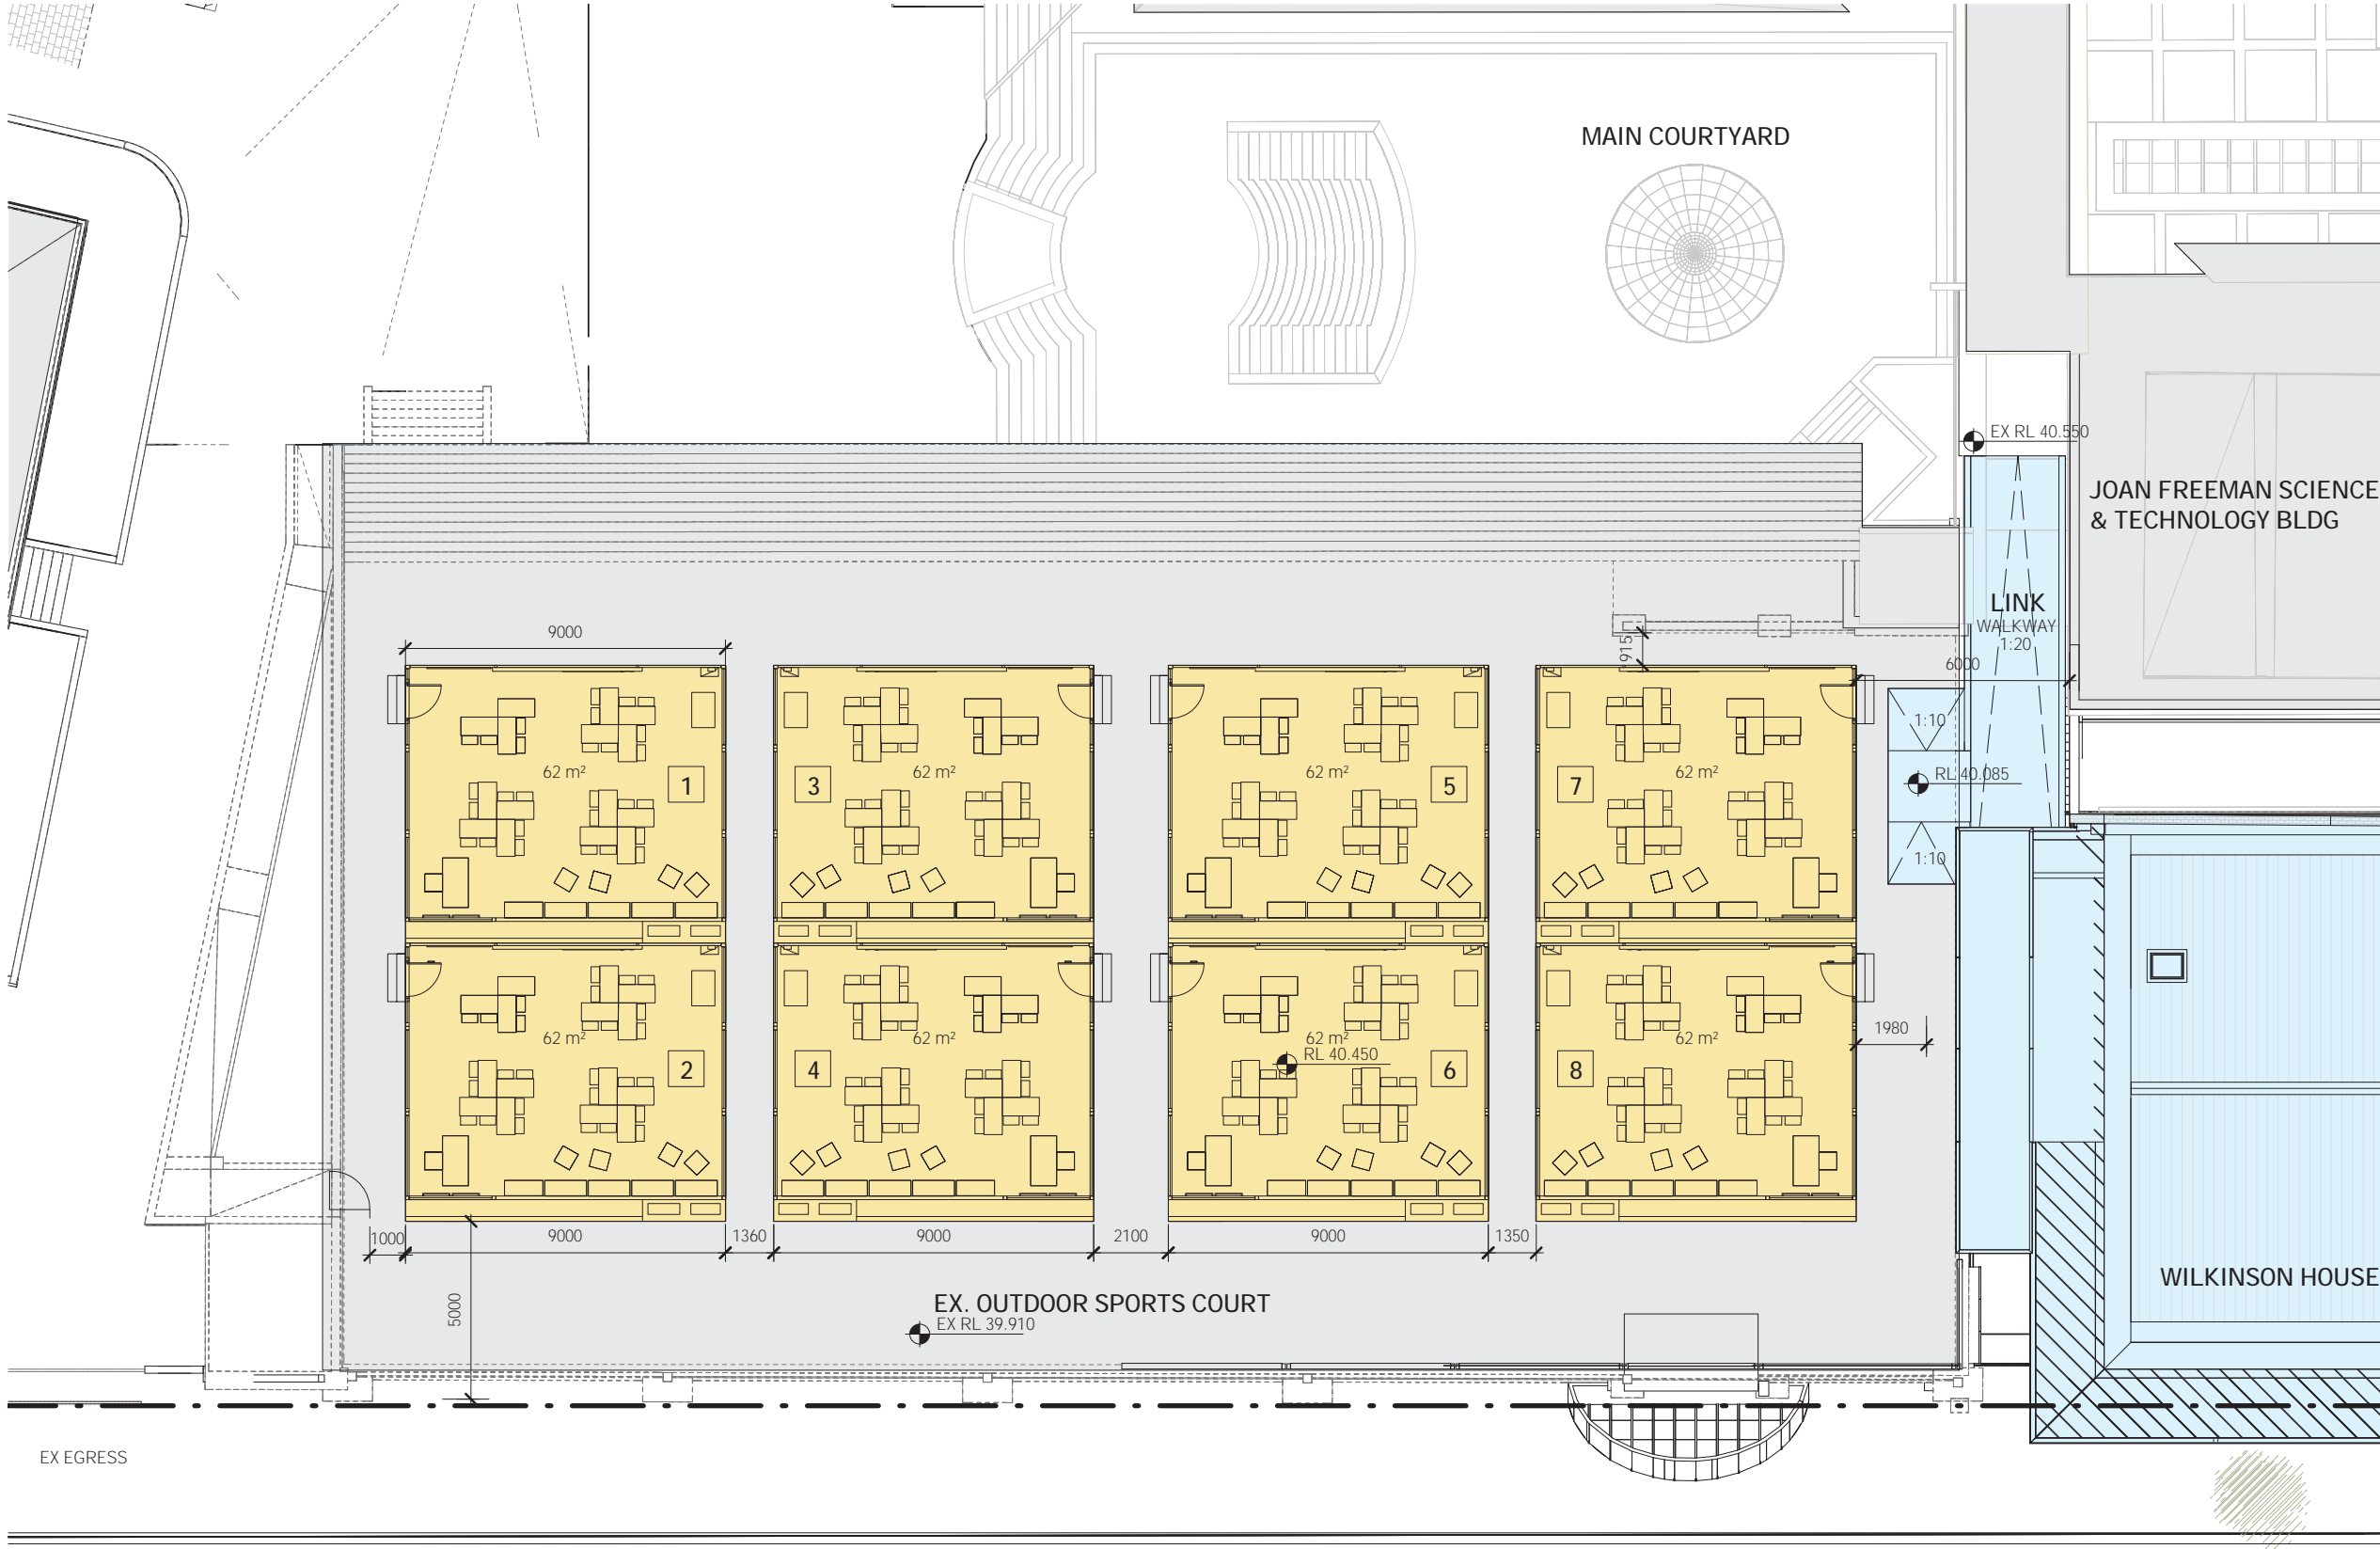 MAIN COURTYARD
EX RL 40.550
JOAN FREEMAN SCIENCE
& TECHNOLOGY BLDG
LINK
WALKWAY
1:20
9000
915
6000
1:10
62 m²
1
3
62 m²
62 m²
5
7
62 m²
RL 40.085
1:10
62 m²
2
62 m²
4
62 m²
RL 40.450
6
62 m²
8
1980
1000
9000
1360
9000
2100
9000
1350
5000
EX. OUTDOOR SPORTS COURT
EX RL 39.910
WILKINSON HOUSE
EX EGRESS